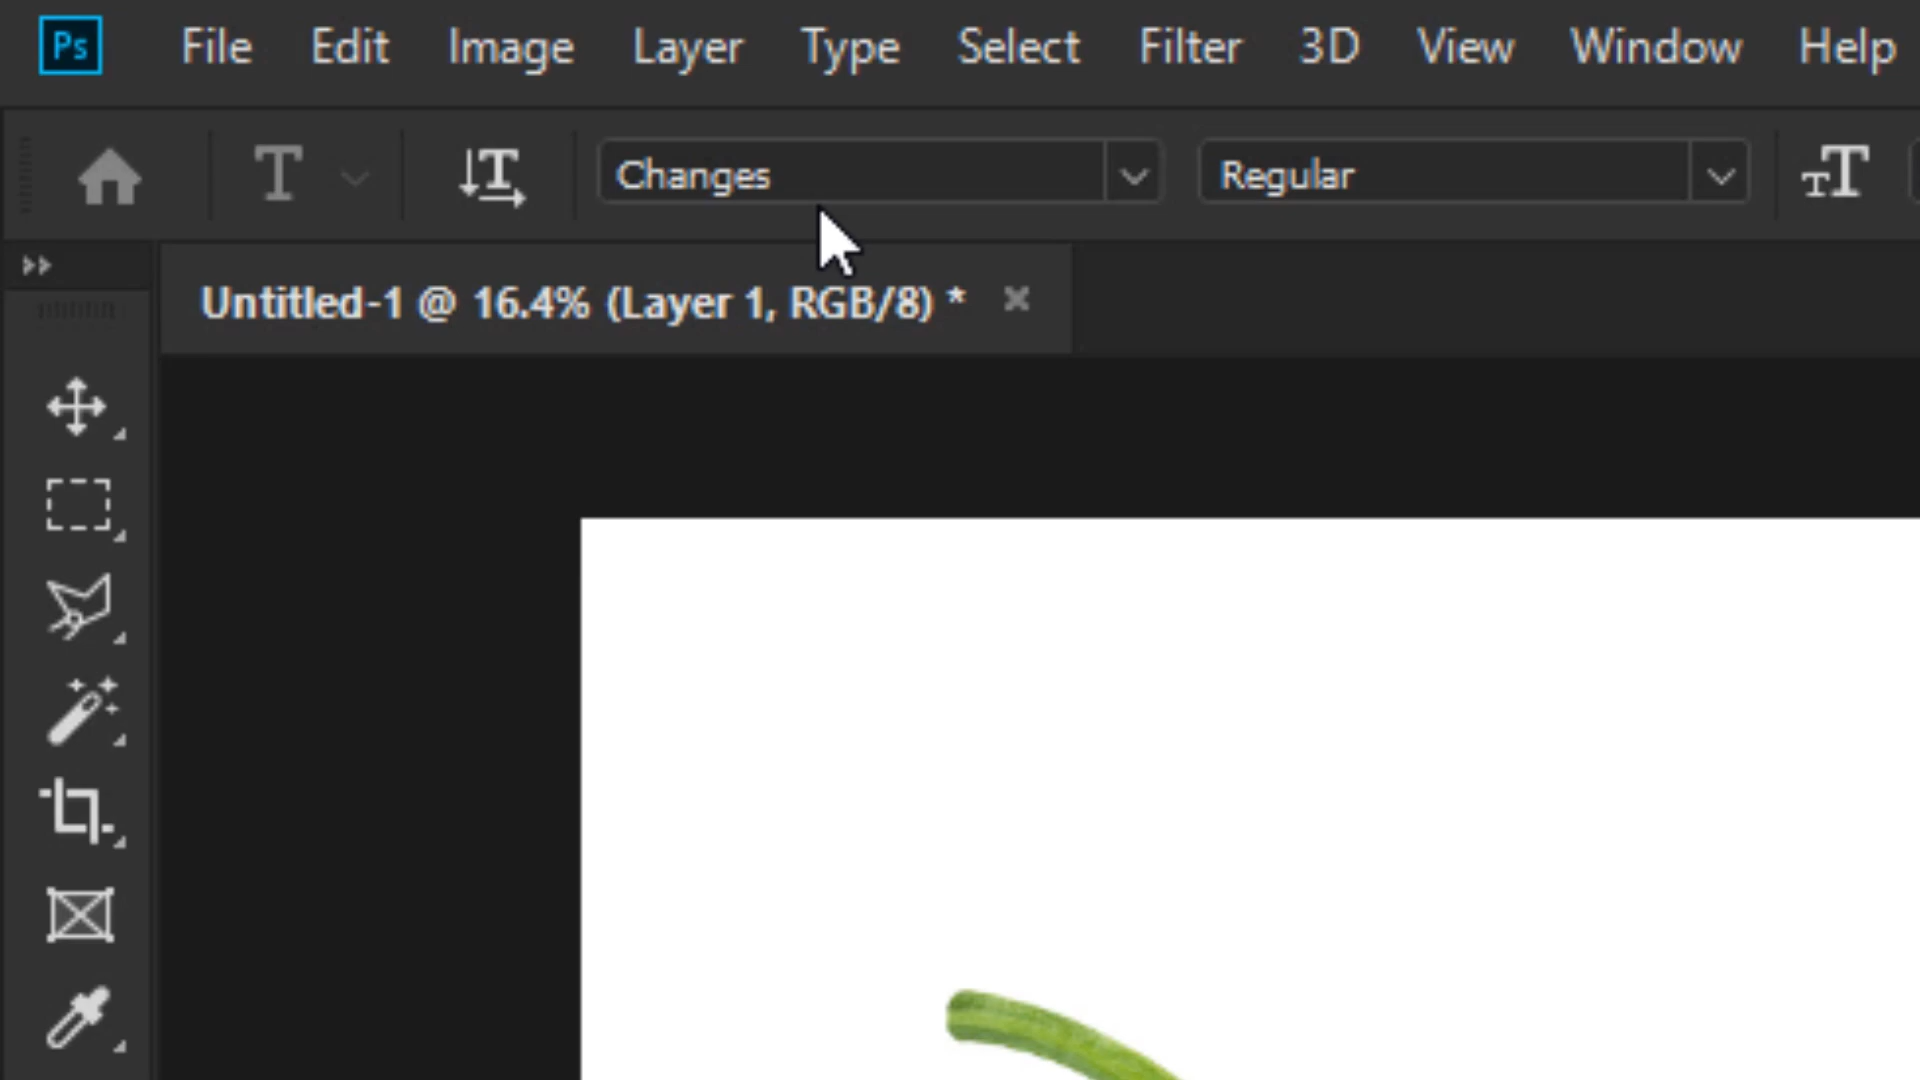 Ps File Edit Image Layer Type Select Filter 3D View Window Help
Changes Regular
Untitled-1 @ 16.4% (Layer 1, RGB/8) *